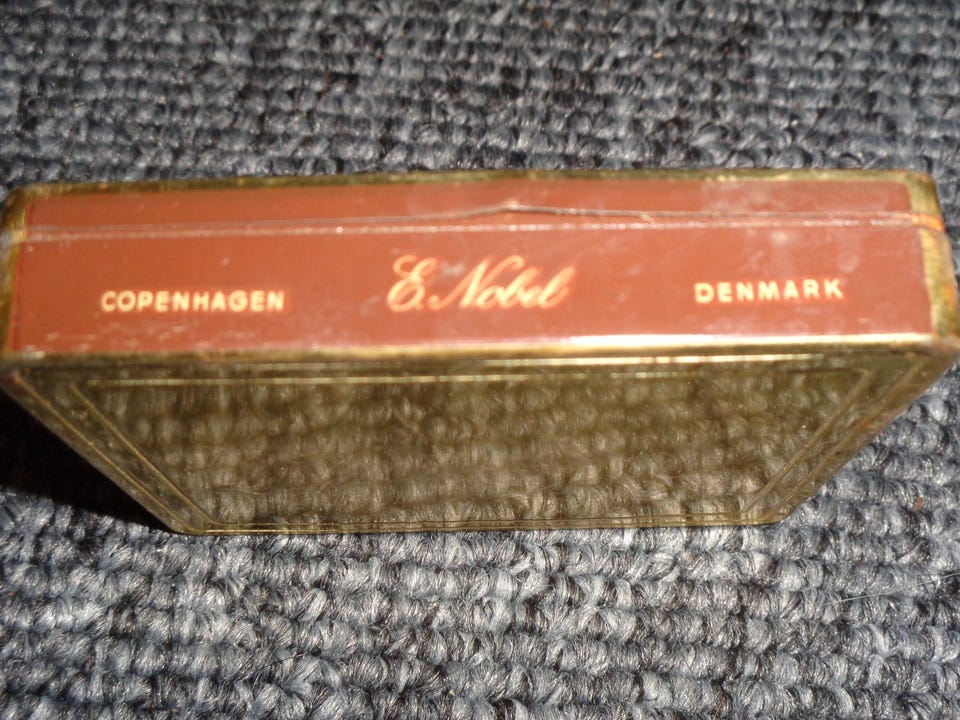 COPENHAGEN E. Nobel DENMARK